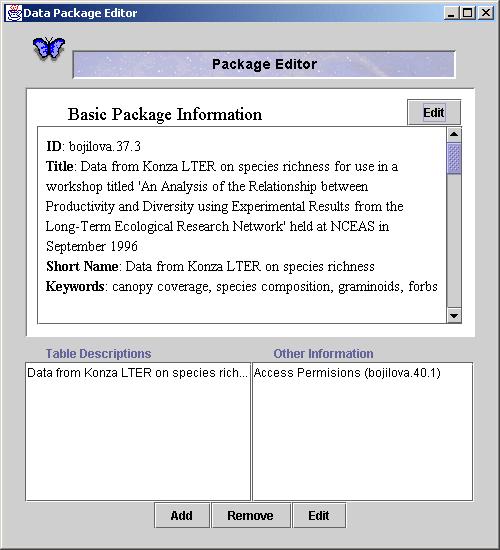 Data Package Editor
Package Editor
Basic Package Information
Edit
ID: bojilova.37.3
Title: Data from Konza LTER on species richness for use in a
workshop titled 'An Analysis of the Relationship between
Productivity and Diversity using Experimental Results from the
Long-Term Ecological Research Network' held at NCEAS in
September 1996
Short Name: Data from Konza LTER on species richness
Keywords: canopy coverage, species composition, graminoids, forbs
Table Descriptions
Other Information
Data from Konza LTER on species rich...
Access Permisions (bojilova.40.1)
Add
Remove
Edit